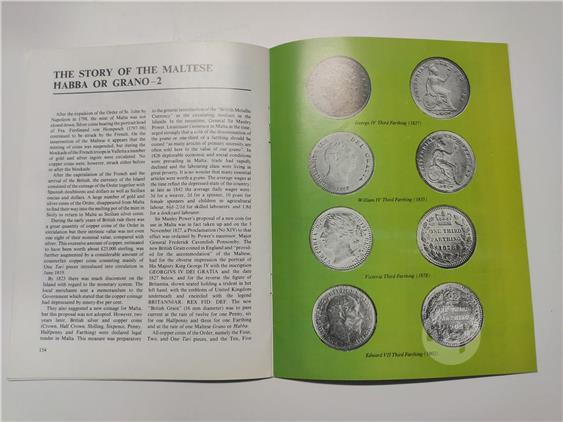 THE STORY OF THE MALTESE
HABBA OR GRANO–2
After the expulsion of the Order of St. John by
Napoleon in 1798, the mint of Malta was not
closed down. Silver coins bearing the portrait head
of Fra. Ferdinand von Hompesch (1797-98)
continued to be struck by the French. On the
insurrection of the Maltese it appears that the
minting of coins was suspended, but during the
blockade of the French troops in Valletta a number
of gold and silver ingots were circulated. No
copper coins were, however, struck either before
or after the blockade.
After the capitulation of the French and the
arrival of the British, the currency of the Island
consisted of the coinage of the Order together with
Spanish doubloons and dollars as well as Sicilian
oncias and dollars. A large number of gold and
silver coins of the Order, disappeared from Malta
to find their way into the melting pot of the mint in
Sicily to return to Malta as Sicilian silver coins.
During the early years of British rule there was
a great quantity of copper coins of the Order in
circulation but their intrinsic value was not even
one eight of their nominal value, compared with
silver. This excessive amount of copper, estimated
to have been worth about £25,000 sterling, was
further augmented by a considerable amount of
counterfeit copper coins consisting mainly of
One Tari pieces introduced into circulation in
June 1819.
By 1823 there was much discontent on the
Island with regard to the monetary system. The
local merchants sent a memorandum to the
Government which stated that the copper coinage
had depreciated by ninety-five per cent.
They also suggested a new coinage for Malta,
but this proposal was not adopted. However, two
years later, British silver and copper coins
(Crown, Half Crown, Shilling, Sixpence, Penny,
Halfpenny and Farthing) were declared legal
tender in Malta. This measure was preparatory
134
to the general introduction of the "British Metallic
Currency" as the circulating medium in the
Islands. In the meantime, General Sir Manley
Power, Lieutenant Governor in Malta at the time,
urged strongly that a coin of the denomination of
the grano or one-third of a farthing should be
coined "as many articles of primary interests, are
often sold here to the value of one grano". In
1826 deplorable economic and social conditions
were prevailing in Malta: trade had rapidly
declined and the labouring class were living in
great poverty. It is no wonder that many essential
articles were worth a grano. The average wages at
the time reflect the depressed state of the country:
as late as 1842 the average daily wages were:
3d for a weaver, 2d for a spinner, 10 grani for
female spinners and children in agricultural
labour, 9½d-1/2d for skilled labourers and 1.8d
for a dockyard labourer.
Sir Manley Power's proposal of a new coin (for
use in Malta) was in fact taken up and on the 3
November 1827, a Proclamation (No XIV) to that
effect was ordained by Power's successor, Major
General Frederick Cavendish Ponsonby. The
new British Grani coined in England and "provid-
ed for the accommodation" of the Maltese,
had for the obverse impression the portrait of
His Majesty King George IV with the inscription
GEORGIUS IV DEI GRATIA and the date
1827 below, and for the reverse the figure of
Britannia, shown seated holding a trident in her
left hand, with the emblems of United Kingdom
underneath and encircled with the legend
BRITANNIAR: REX FID: DEF. The new
"British Grain" (16 mm diameter) was to pass
current at the rate of twelve for one Penny, six
for one Halfpenny and three for one Farthing
and at the rate of one Maltese Grano or Habba.
All copper coins of the Order, namely the Four,
Two, and One Tari pieces, and the Ten, Five
George IV Third Farthing (1827)
William IV Third Farthing (1835)
ONE THIRD
FARTHING
1878
Victoria Third Farthing (1878)
ONE THIRD
FARTHING
1902
Edward VII Third Farthing (1902)